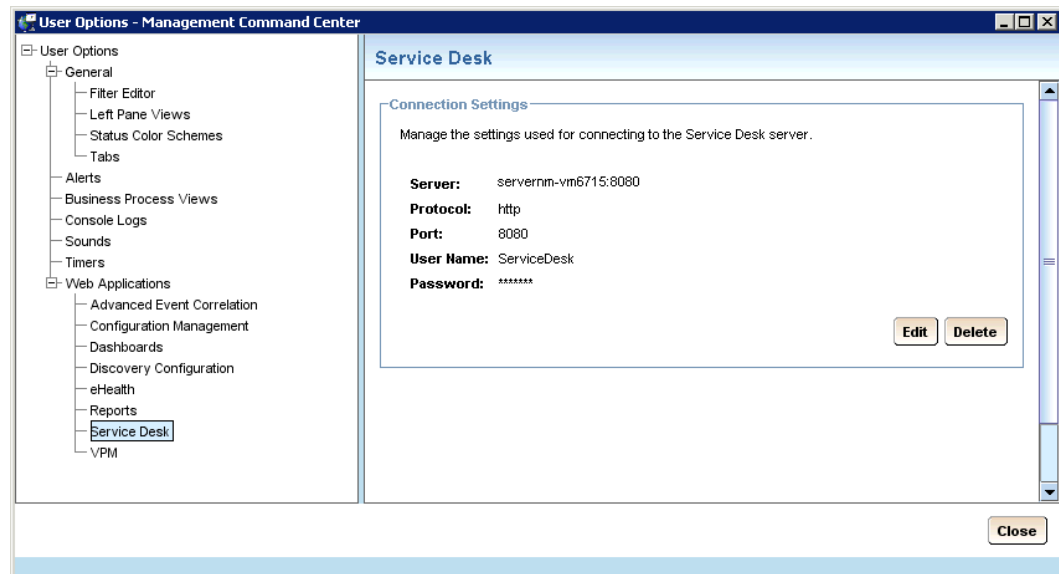 User Options - Management Command Center
User Options
General
Filter Editor
Left Pane Views
Status Color Schemes
Tabs
Alerts
Business Process Views
Console Logs
Sounds
Timers
Web Applications
Advanced Event Correlation
Configuration Management
Dashboards
Discovery Configuration
eHealth
Reports
Service Desk
VPM
Service Desk
Connection Settings
Manage the settings used for connecting to the Service Desk server.
Server: servernm-vm6715:8080
Protocol: http
Port: 8080
User Name: ServiceDesk
Password: *******
Edit Delete
Close